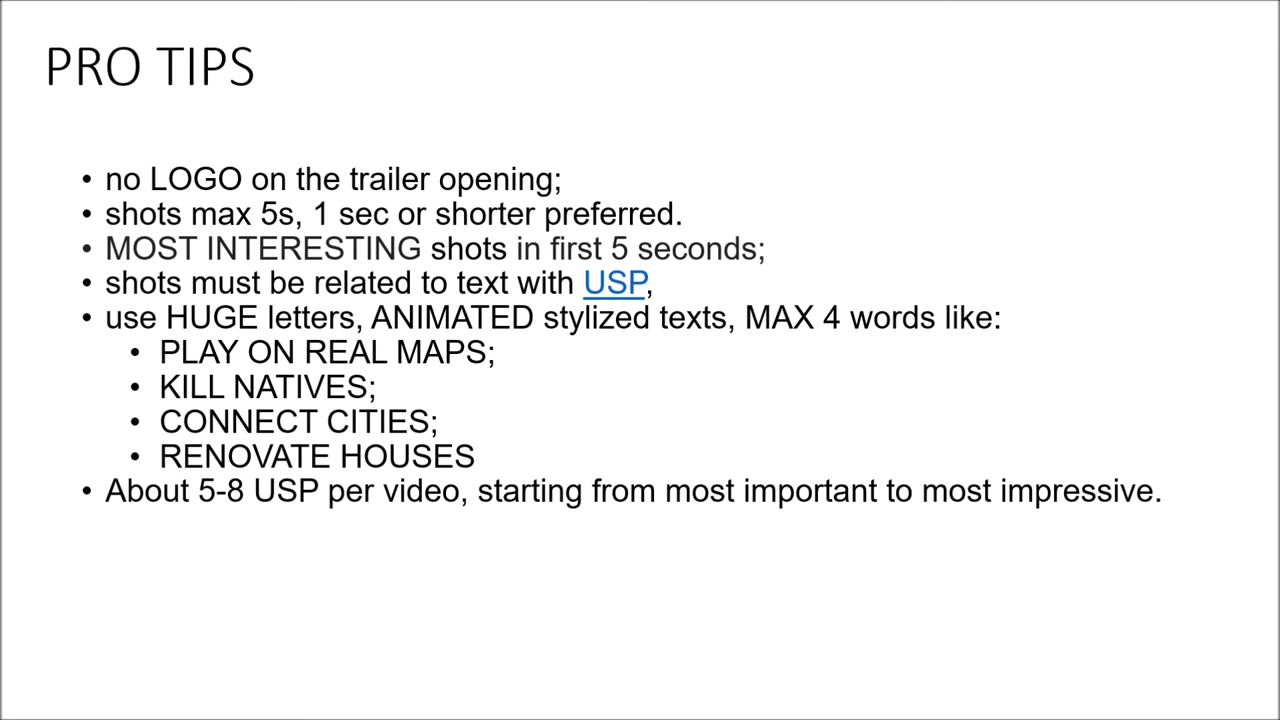 PRO TIPS
• no LOGO on the trailer opening;
• shots max 5s, 1 sec or shorter preferred.
• MOST INTERESTING shots in first 5 seconds;
• shots must be related to text with USP,
• use HUGE letters, ANIMATED stylized texts, MAX 4 words like:
• PLAY ON REAL MAPS;
• KILL NATIVES;
• CONNECT CITIES;
• RENOVATE HOUSES
• About 5-8 USP per video, starting from most important to most impressive.